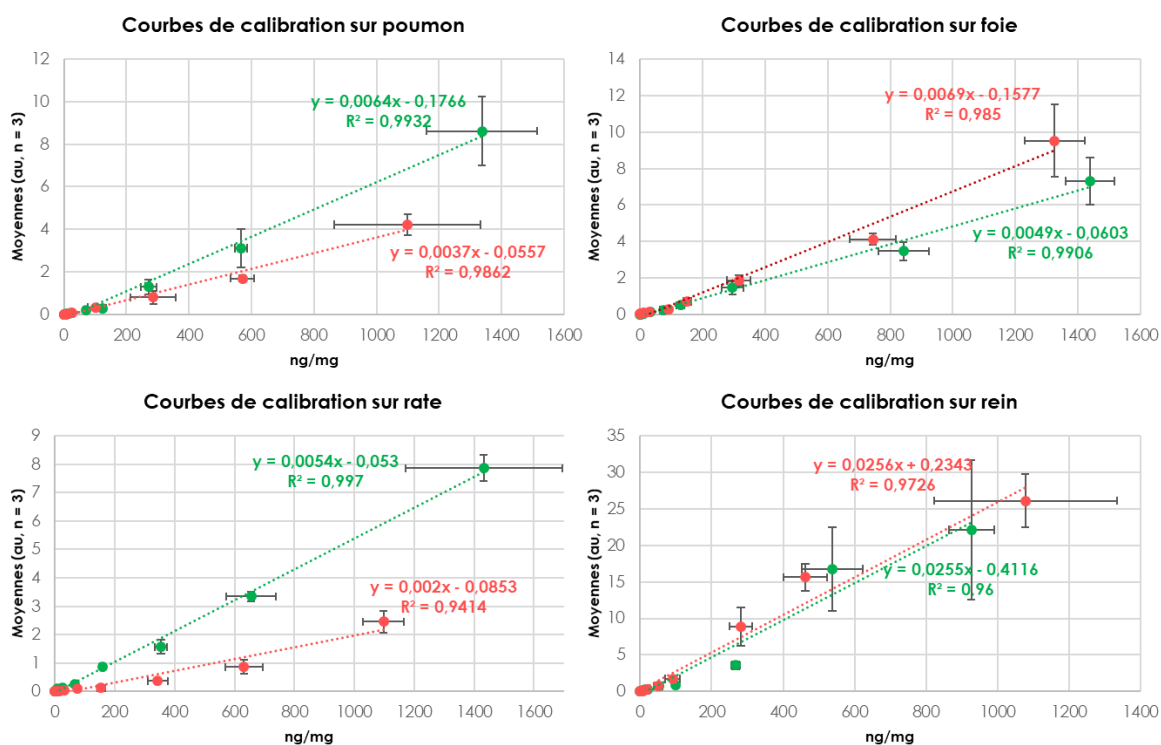 Courbes de calibration sur poumon
Moyennes (au, n = 3)
12
10
8
6
4
2
0
y = 0,0064x - 0,1766
R² = 0,9932
y = 0,0037x - 0,0557
R² = 0,9862
0 200 400 600 800 1000 1200 1400 1600
ng/mg
Courbes de calibration sur foie
Moyennes (au, n = 3)
14
12
10
8
6
4
2
0
y = 0,0069x - 0,1577
R² = 0,985
y = 0,0049x - 0,0603
R² = 0,9906
0 200 400 600 800 1000 1200 1400 1600
ng/mg
Courbes de calibration sur rate
Moyennes (au, n = 3)
9
8
7
6
5
4
3
2
1
0
y = 0,0054x - 0,053
R² = 0,997
y = 0,002x - 0,0853
R² = 0,9414
0 200 400 600 800 1000 1200 1400 1600
ng/mg
Courbes de calibration sur rein
Moyennes (au, n = 3)
35
30
25
20
15
10
5
0
y = 0,0256x + 0,2343
R² = 0,9726
y = 0,0255x - 0,4116
R² = 0,96
0 200 400 600 800 1000 1200 1400
ng/mg